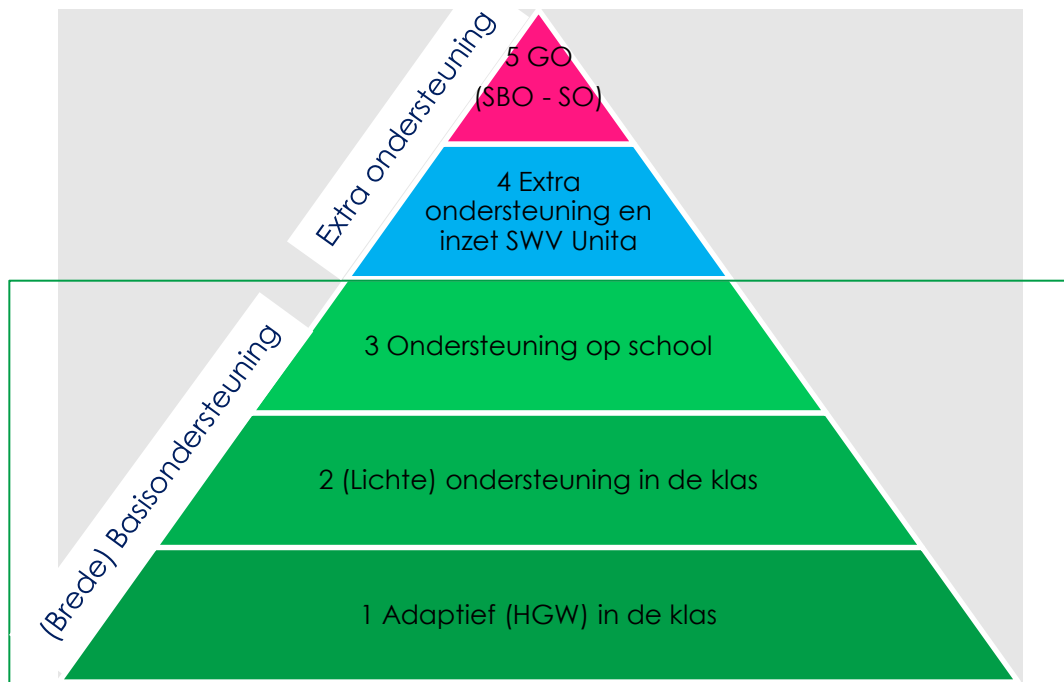 Extra ondersteuning
5 GO
(SBO - SO)
4 Extra
ondersteuning en
inzet SWV Unita
(Brede) Basisondersteuning
3 Ondersteuning op school
2 (Lichte) ondersteuning in de klas
1 Adaptief (HGW) in de klas